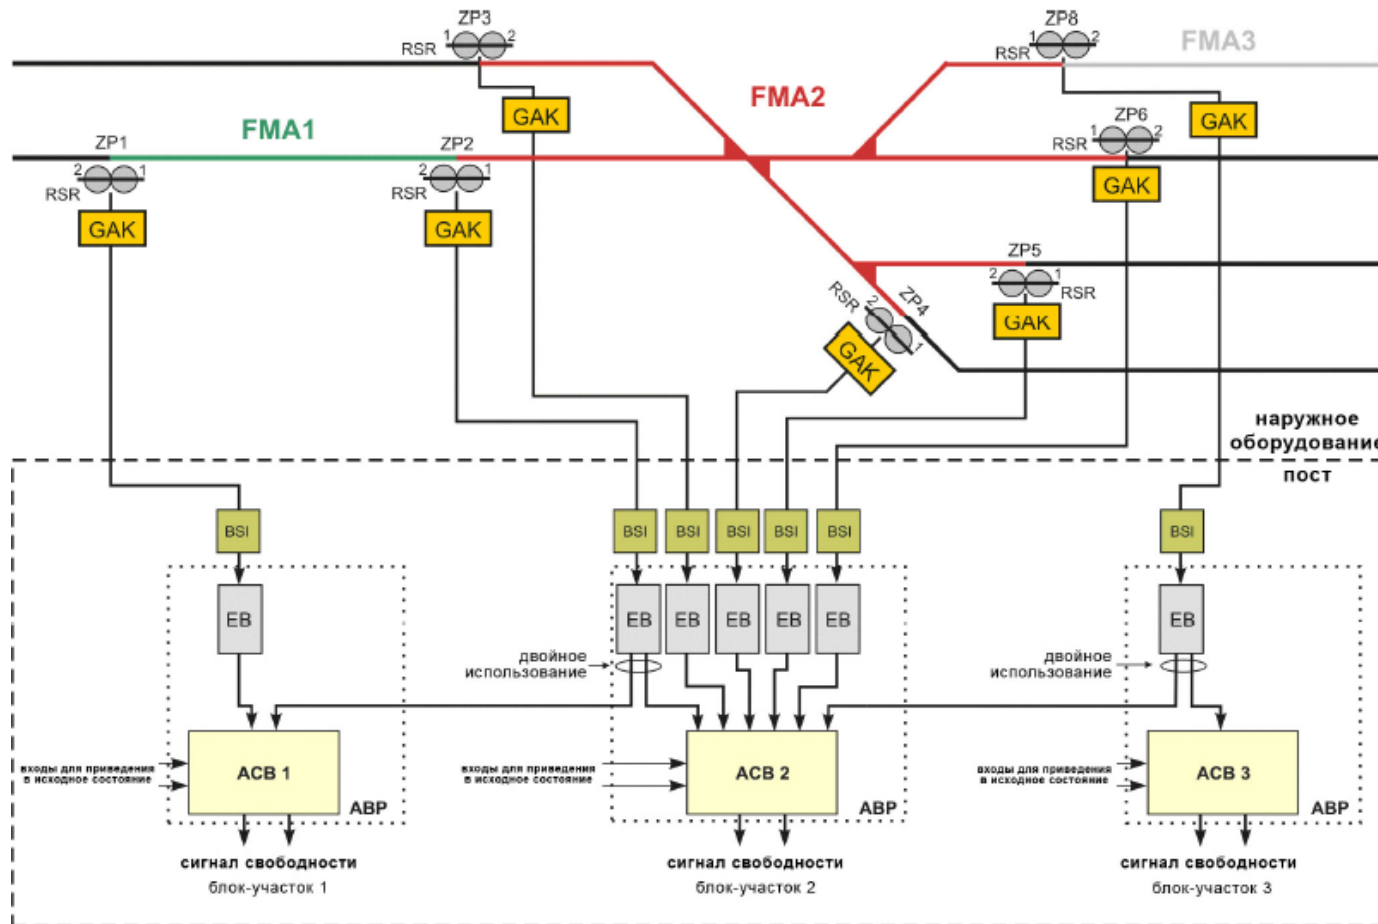 ZP3
ZP8
1 2
RSR
1 2
RSR
FMA3
GAK
FMA2
GAK
ZP6
1 2
RSR
FMA1
ZP1
ZP2
2 1
RSR
2 1
RSR
GAK
GAK
GAK
ZP5
2 1
RSR
GAK
RSR
2
ZP4
1
GAK
наружное
оборудование
пост
BSI
BSI
BSI
BSI
BSI
BSI
BSI
EB
EB
EB
EB
EB
EB
EB
двойное
использование
двойное
использование
входы для приведения
в исходное состояние
АСВ 1
АВР
входы для приведения
в исходное состояние
АСВ 2
АВР
входы для приведения
в исходное состояние
АСВ 3
АВР
сигнал свободности
блок-участок 1
сигнал свободности
блок-участок 2
сигнал свободности
блок-участок 3